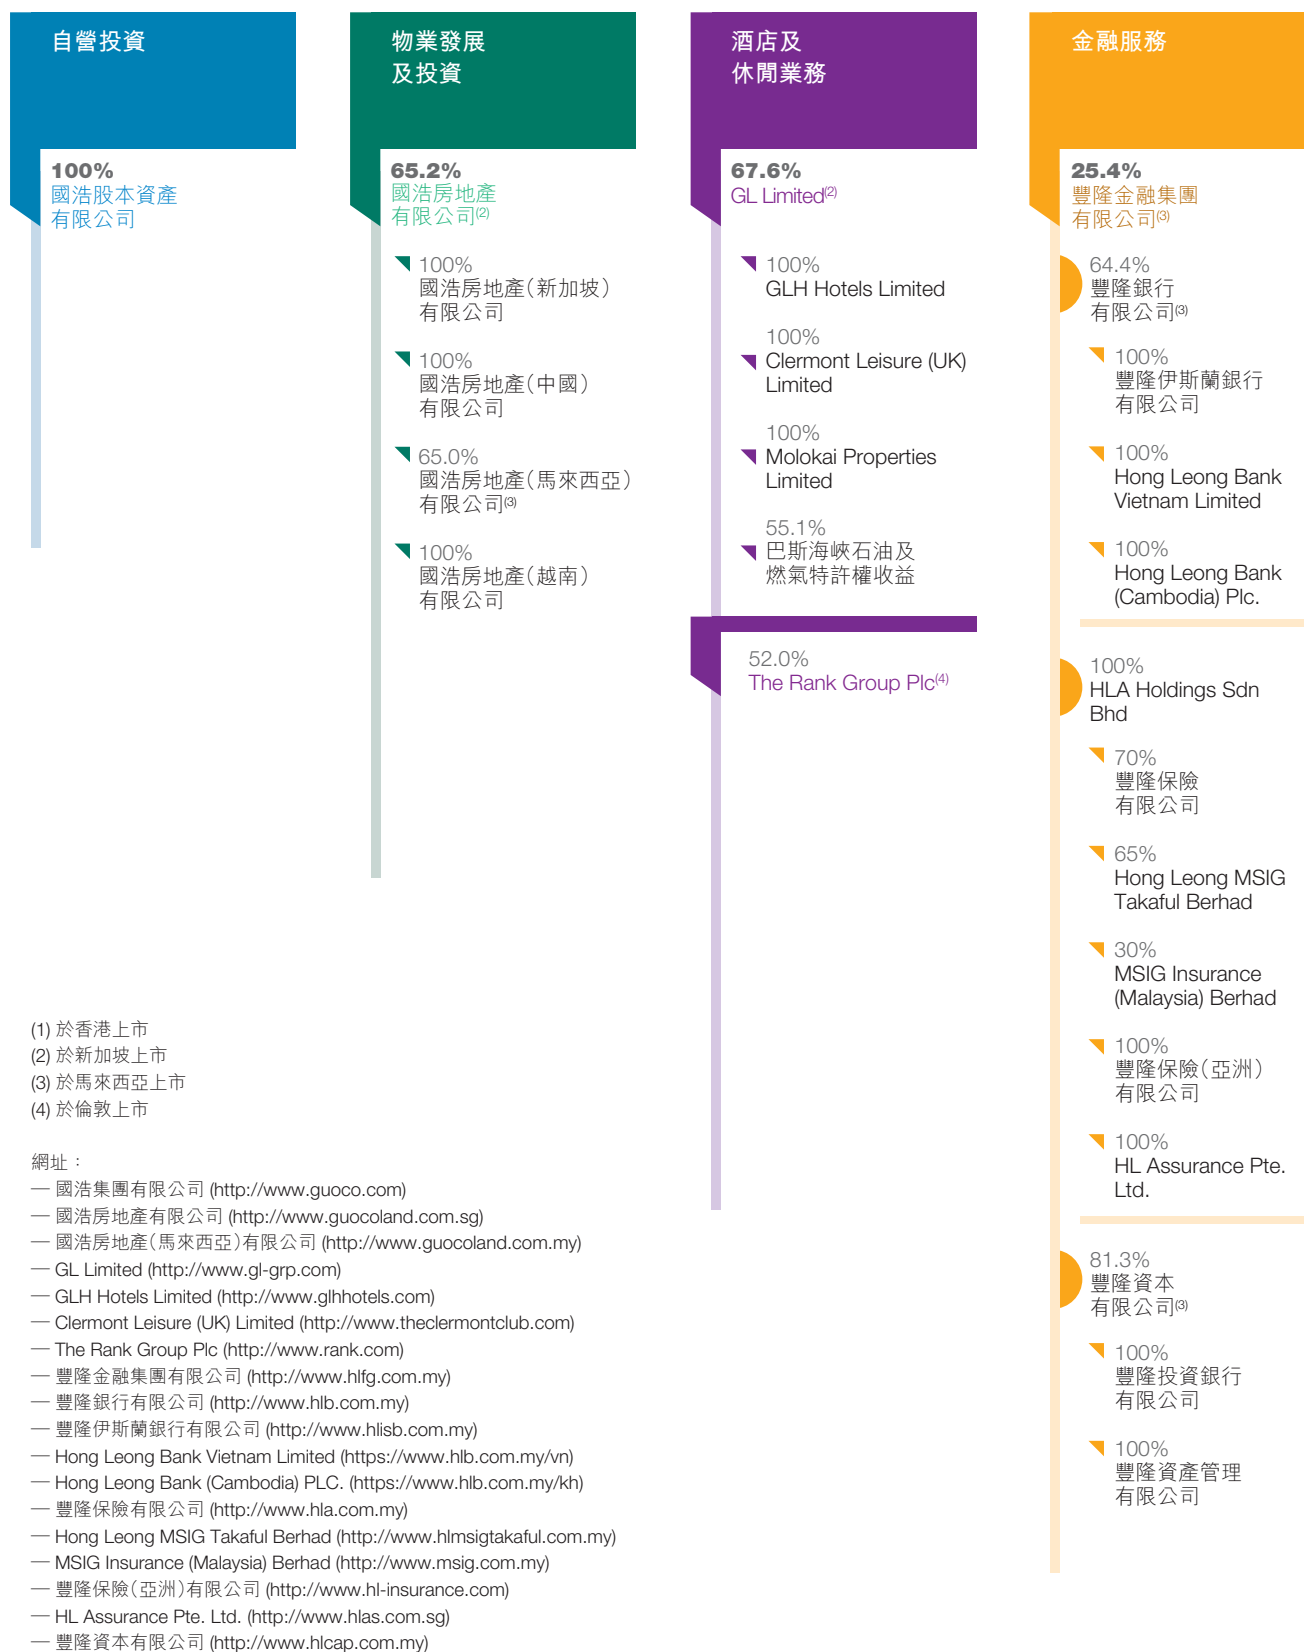 自營投資
100%
國浩股本資產
有限公司
物業發展
及投資
65.2%
國浩房地產
有限公司(2)
100%
國浩房地產(新加坡)
有限公司
100%
國浩房地產(中國)
有限公司
65.0%
國浩房地產(馬來西亞)
有限公司(3)
100%
國浩房地產(越南)
有限公司
酒店及
休閒業務
67.6%
GL Limited(2)
100%
GLH Hotels Limited
100%
Clermont Leisure (UK)
Limited
100%
Molokai Properties
Limited
55.1%
巴斯海峽石油及
燃氣特許權收益
52.0%
The Rank Group Plc(4)
金融服務
25.4%
豐隆金融集團
有限公司(3)
64.4%
豐隆銀行
有限公司(3)
100%
豐隆伊斯蘭銀行
有限公司
100%
Hong Leong Bank
Vietnam Limited
100%
Hong Leong Bank
(Cambodia) Plc.
100%
HLA Holdings Sdn
Bhd
70%
豐隆保險
有限公司
65%
Hong Leong MSIG
Takaful Berhad
30%
MSIG Insurance
(Malaysia) Berhad
100%
豐隆保險(亞洲)
有限公司
100%
HL Assurance Pte.
Ltd.
81.3%
豐隆資本
有限公司(3)
100%
豐隆投資銀行
有限公司
100%
豐隆資產管理
有限公司
(1) 於香港上市
(2) 於新加坡上市
(3) 於馬來西亞上市
(4) 於倫敦上市
網址：
— 國浩集團有限公司 (http://www.guoco.com)
— 國浩房地產有限公司 (http://www.guocoland.com.sg)
— 國浩房地產(馬來西亞)有限公司 (http://www.guocoland.com.my)
— GL Limited (http://www.gl-grp.com)
— GLH Hotels Limited (http://www.glhhotels.com)
— Clermont Leisure (UK) Limited (http://www.theclermontclub.com)
— The Rank Group Plc (http://www.rank.com)
— 豐隆金融集團有限公司 (http://www.hlfg.com.my)
— 豐隆銀行有限公司 (http://www.hlb.com.my)
— 豐隆伊斯蘭銀行有限公司 (http://www.hlisb.com.my)
— Hong Leong Bank Vietnam Limited (https://www.hlb.com.my/vn)
— Hong Leong Bank (Cambodia) PLC. (https://www.hlb.com.my/kh)
— 豐隆保險有限公司 (http://www.hla.com.my)
— Hong Leong MSIG Takaful Berhad (http://www.hlmsigtakaful.com.my)
— MSIG Insurance (Malaysia) Berhad (http://www.msig.com.my)
— 豐隆保險(亞洲)有限公司 (http://www.hl-insurance.com)
— HL Assurance Pte. Ltd. (http://www.hlas.com.sg)
— 豐隆資本有限公司 (http://www.hlcap.com.my)